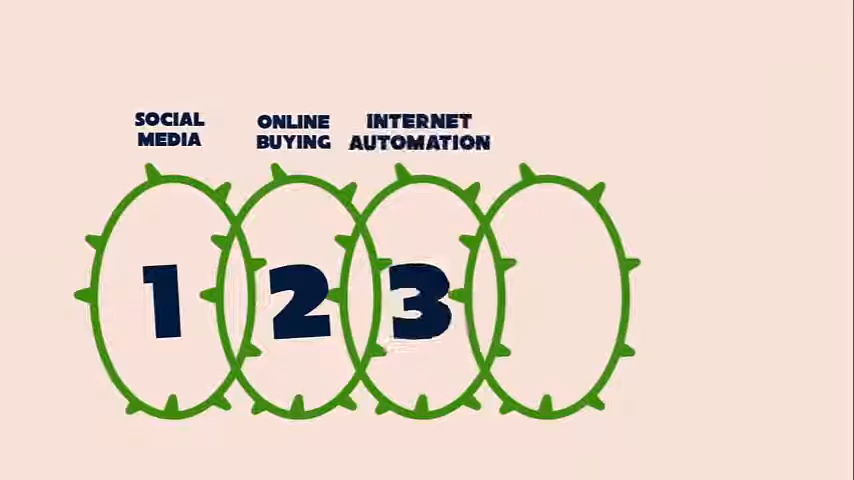 SOCIAL
MEDIA
ONLINE
BUYING
INTERNET
AUTOMATION
1
2
3